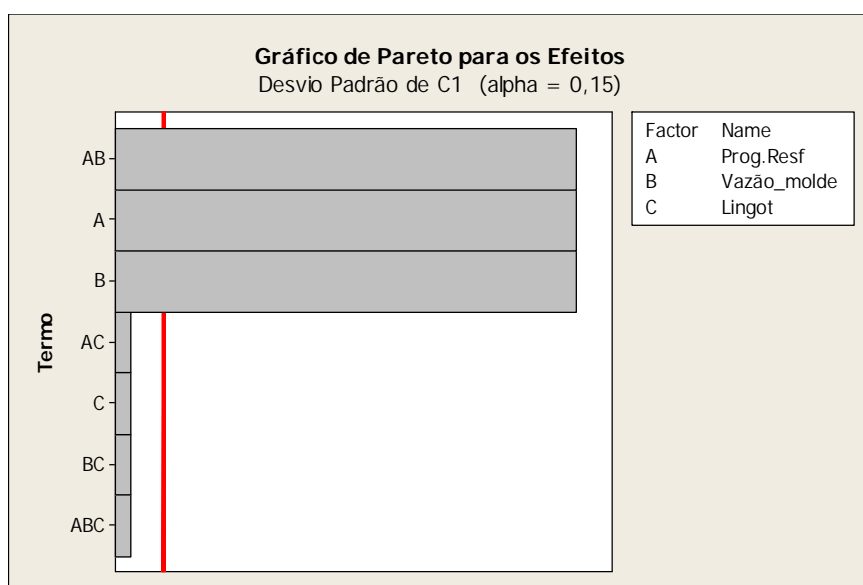 Gráfico de Pareto para os Efeitos
Desvio Padrão de C1 (alpha = 0,15)
Factor Name
A Prog.Resf
B Vazão_molde
C Lingot
Termo
AB
A
B
AC
C
BC
ABC